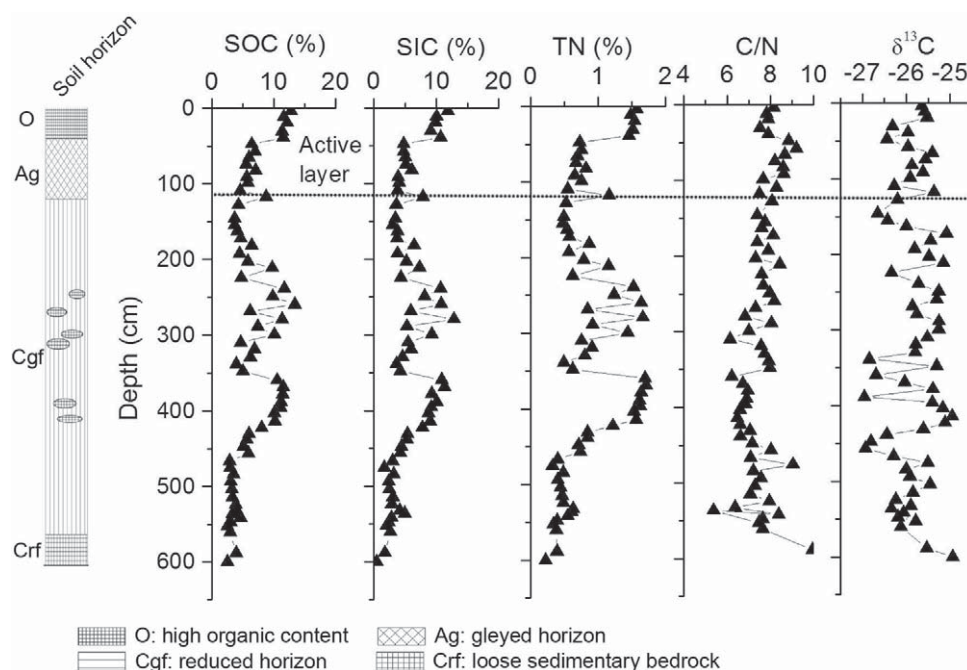 Soil horizon
SOC (%)
SIC (%)
TN (%)
C/N
δ¹³C
0 10 20
0 10 20
0 1 2
4 6 8 10
-27 -26 -25
O
Ag
Cgf
Crf
Depth (cm)
0
100
200
300
400
500
600
Active
layer
O: high organic content
Ag: gleyed horizon
Cgf: reduced horizon
Crf: loose sedimentary bedrock